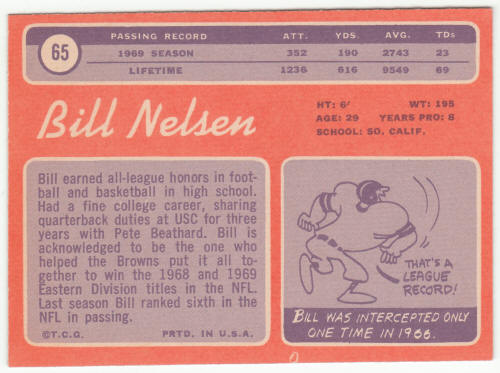 65
PASSING RECORD ATT. YDS. AVG. TDs
1969 SEASON 352 190 2743 23
LIFETIME 1236 616 9549 69
Bill Nelsen
HT: 6' WT: 195
AGE: 29 YEARS PRO: 8
SCHOOL: SO. CALIF.
Bill earned all-league honors in foot-
ball and basketball in high school.
Had a fine college career, sharing
quarterback duties at USC for three
years with Pete Beathard. Bill is
acknowledged to be the one who
helped the Browns put it all to-
gether to win the 1968 and 1969
Eastern Division titles in the NFL.
Last season Bill ranked sixth in the
NFL in passing.
©T.C.G. PRTD. IN U.S.A.
THAT'S A
LEAGUE
RECORD!
BILL WAS INTERCEPTED ONLY
ONE TIME IN 1966.